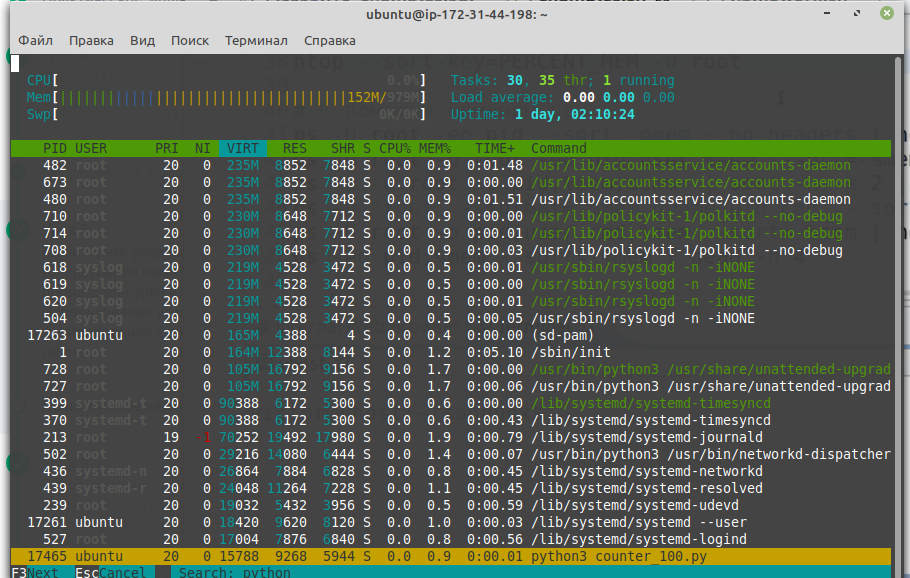 ubuntu@ip-172-31-44-198: ~
Файл Правка Вид Поиск Терминал Справка
CPU[ 0.0%] Tasks: 30, 35 thr; 1 running
Mem[|||||||||||||||||||||||||||||||||||||152M/979M] Load average: 0.00 0.00 0.00
Swp[ 0K/0K] Uptime: 1 day, 02:10:24
PID USER PRI NI VIRT RES SHR S CPU% MEM% TIME+ Command
482 root 20 0 235M 8852 7848 S 0.0 0.9 0:01.48 /usr/lib/accountsservice/accounts-daemon
673 root 20 0 235M 8852 7848 S 0.0 0.9 0:00.00 /usr/lib/accountsservice/accounts-daemon
480 root 20 0 235M 8852 7848 S 0.0 0.9 0:01.51 /usr/lib/accountsservice/accounts-daemon
710 root 20 0 230M 8648 7712 S 0.0 0.9 0:00.00 /usr/lib/policykit-1/polkitd --no-debug
714 root 20 0 230M 8648 7712 S 0.0 0.9 0:00.01 /usr/lib/policykit-1/polkitd --no-debug
708 root 20 0 230M 8648 7712 S 0.0 0.9 0:00.03 /usr/lib/policykit-1/polkitd --no-debug
618 syslog 20 0 219M 4528 3472 S 0.0 0.5 0:00.01 /usr/sbin/rsyslogd -n -iNONE
619 syslog 20 0 219M 4528 3472 S 0.0 0.5 0:00.00 /usr/sbin/rsyslogd -n -iNONE
620 syslog 20 0 219M 4528 3472 S 0.0 0.5 0:00.01 /usr/sbin/rsyslogd -n -iNONE
504 syslog 20 0 219M 4528 3472 S 0.0 0.5 0:00.05 /usr/sbin/rsyslogd -n -iNONE
17263 ubuntu 20 0 165M 4388 4 S 0.0 0.4 0:00.00 (sd-pam)
1 root 20 0 164M 12388 8144 S 0.0 1.2 0:05.10 /sbin/init
728 root 20 0 105M 16792 9156 S 0.0 1.7 0:00.00 /usr/bin/python3 /usr/share/unattended-upgrad
727 root 20 0 105M 16792 9156 S 0.0 1.7 0:00.06 /usr/bin/python3 /usr/share/unattended-upgrad
399 systemd-t 20 0 90388 6172 5300 S 0.0 0.6 0:00.00 /lib/systemd/systemd-timesyncd
370 systemd-t 20 0 90388 6172 5300 S 0.0 0.6 0:00.43 /lib/systemd/systemd-timesyncd
213 root 19 -1 70252 19492 17980 S 0.0 1.9 0:00.79 /lib/systemd/systemd-journald
502 root 20 0 29216 14080 6444 S 0.0 1.4 0:00.07 /usr/bin/python3 /usr/bin/networkd-dispatcher
436 systemd-n 20 0 26864 7884 6828 S 0.0 0.8 0:00.45 /lib/systemd/systemd-networkd
439 systemd-r 20 0 24048 11264 7228 S 0.0 1.1 0:00.45 /lib/systemd/systemd-resolved
239 root 20 0 19032 5432 3956 S 0.0 0.5 0:00.59 /lib/systemd/systemd-udevd
17261 ubuntu 20 0 18420 9620 8120 S 0.0 1.0 0:00.03 /lib/systemd/systemd --user
527 root 20 0 17004 7876 6840 S 0.0 0.8 0:00.56 /lib/systemd/systemd-logind
17465 ubuntu 20 0 15788 9268 5944 S 0.0 0.9 0:00.01 python3 counter_100.py
F3Next EscCancel Search: python